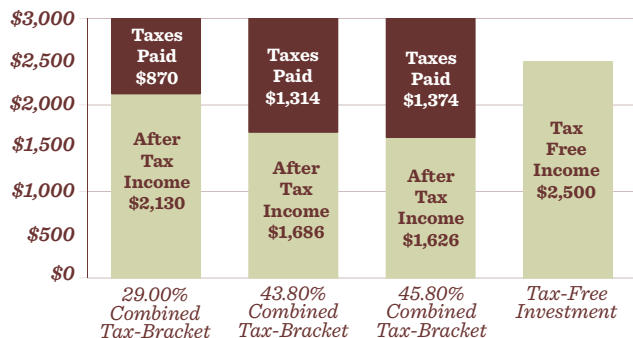 $3,000
$2,500
$2,000
$1,500
$1,000
$500
$0
Taxes
Paid
$870
After
Tax
Income
$2,130
Taxes
Paid
$1,314
After
Tax
Income
$1,686
Taxes
Paid
$1,374
After
Tax
Income
$1,626
Tax
Free
Income
$2,500
29.00%
Combined
Tax-Bracket
43.80%
Combined
Tax-Bracket
45.80%
Combined
Tax-Bracket
Tax-Free
Investment